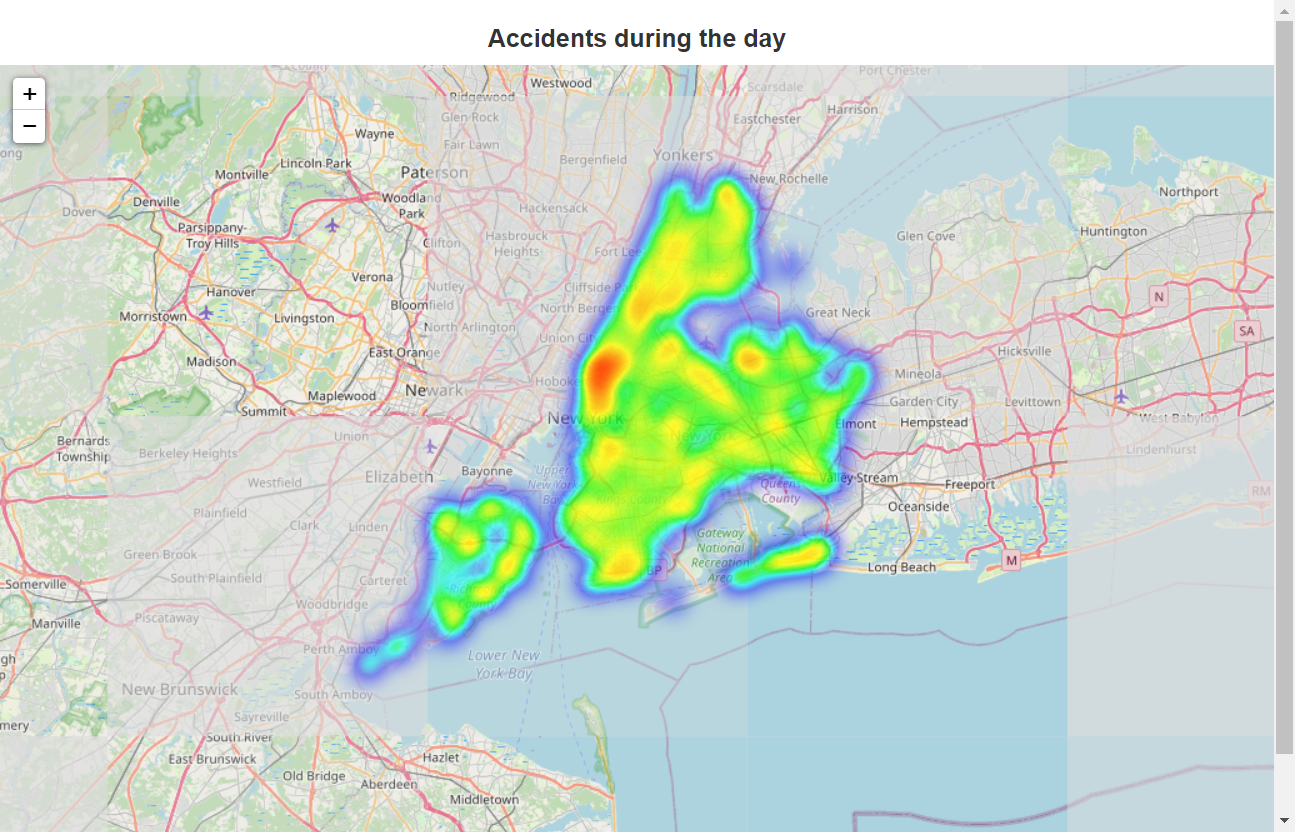 Accidents during the day
+
−
Westwood
Port Chester
Scarsdale
Ridgewood
Glen Rock
Eastchester
Harrison
Wayne
Fair Lawn
Bergenfield
Yonkers
Lincoln Park
Montville
Paterson
New Rochelle
Northport
Denville
Dover
Woodland
Park
Hackensack
Parsippany-
Troy Hills
Clifton
Hasbrouck
Heights
Fort Lee
Glen Cove
Huntington
Verona
Nutley
Cliffside Park
Hanover
Bloomfield
North Bergen
N
Morristown
Livingston
North Arlington
Great Neck
Union City
SA
Madison
East Orange
Hicksville
Maplewood
Newark
Hoboken
Mineola
Summit
New York
Garden City
Levittown
West Babylon
Bernards
Township
Union
New York
Elmont
Hempstead
Berkeley Heights
Lindenhurst
Elizabeth
Bayonne
Upper
New York
Bay
Westfield
Queens
County
Valley Stream
Freeport
RM
Plainfield
Oceanside
Clark
Linden
Green Brook
Gateway
National
Recreation
Area
BP
Long Beach
M
South Plainfield
Carteret
Somerville
Woodbridge
County
Piscataway
Manville
Perth Amboy
Lower New
York Bay
New Brunswick
South Amboy
Sayreville
South River
East Brunswick
Hazlet
Old Bridge
Aberdeen
Middletown